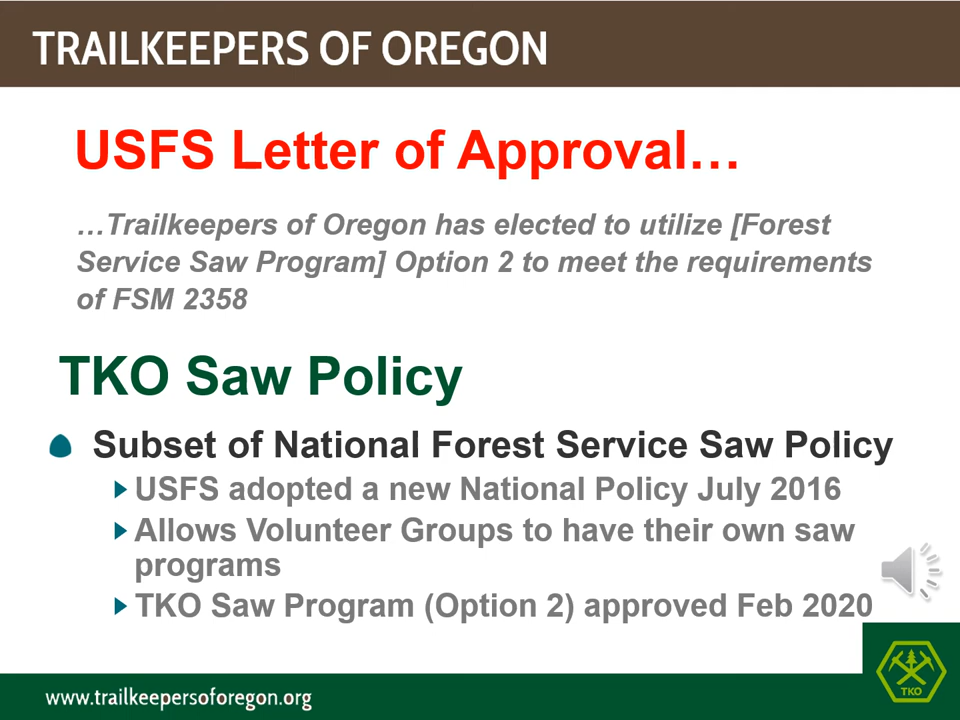 TRAILKEEPERS OF OREGON
USFS Letter of Approval…
…Trailkeepers of Oregon has elected to utilize [Forest
Service Saw Program] Option 2 to meet the requirements
of FSM 2358
TKO Saw Policy
Subset of National Forest Service Saw Policy
USFS adopted a new National Policy July 2016
Allows Volunteer Groups to have their own saw
programs
TKO Saw Program (Option 2) approved Feb 2020
TKO
www.trailkeepersoforegon.org